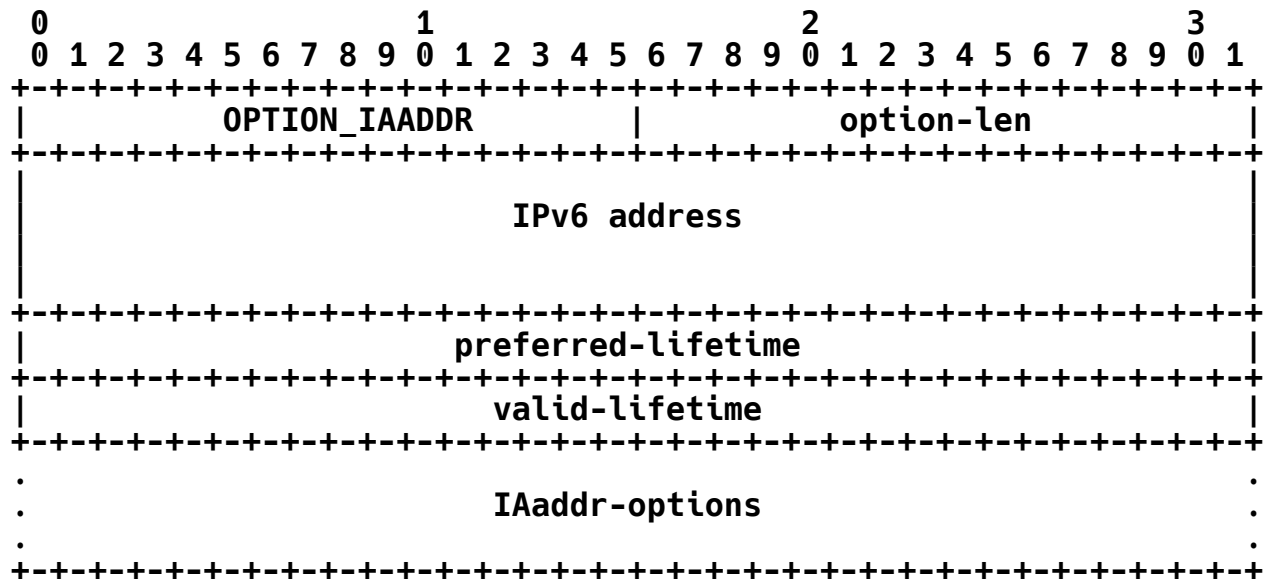 0                   1                   2                   3
 0 1 2 3 4 5 6 7 8 9 0 1 2 3 4 5 6 7 8 9 0 1 2 3 4 5 6 7 8 9 0 1
+-+-+-+-+-+-+-+-+-+-+-+-+-+-+-+-+-+-+-+-+-+-+-+-+-+-+-+-+-+-+-+-+
|          OPTION_IAADDR        |          option-len           |
+-+-+-+-+-+-+-+-+-+-+-+-+-+-+-+-+-+-+-+-+-+-+-+-+-+-+-+-+-+-+-+-+
|                                                               |
|                         IPv6 address                          |
|                                                               |
|                                                               |
+-+-+-+-+-+-+-+-+-+-+-+-+-+-+-+-+-+-+-+-+-+-+-+-+-+-+-+-+-+-+-+-+
|                      preferred-lifetime                       |
+-+-+-+-+-+-+-+-+-+-+-+-+-+-+-+-+-+-+-+-+-+-+-+-+-+-+-+-+-+-+-+-+
|                        valid-lifetime                         |
+-+-+-+-+-+-+-+-+-+-+-+-+-+-+-+-+-+-+-+-+-+-+-+-+-+-+-+-+-+-+-+-+
.                                                               .
.                        IAaddr-options                         .
.                                                               .
+-+-+-+-+-+-+-+-+-+-+-+-+-+-+-+-+-+-+-+-+-+-+-+-+-+-+-+-+-+-+-+-+